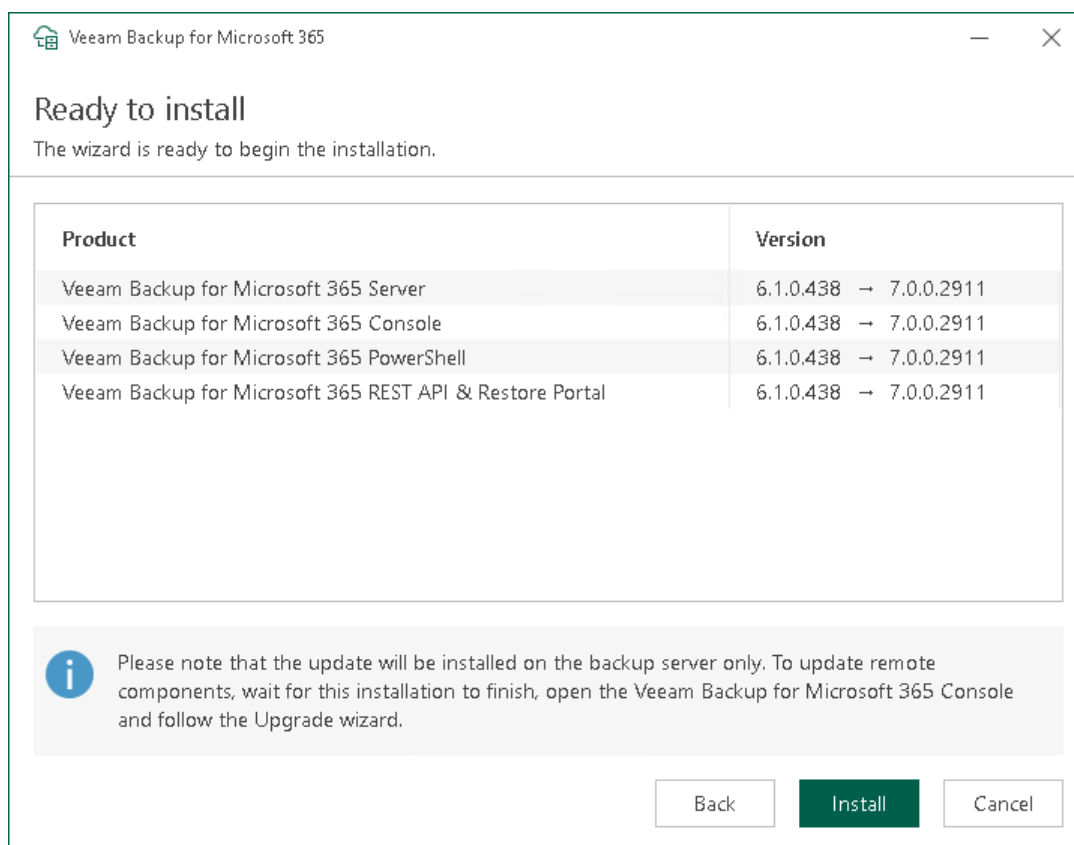 Veeam Backup for Microsoft 365
Ready to install
The wizard is ready to begin the installation.
Product Version
Veeam Backup for Microsoft 365 Server 6.1.0.438 → 7.0.0.2911
Veeam Backup for Microsoft 365 Console 6.1.0.438 → 7.0.0.2911
Veeam Backup for Microsoft 365 PowerShell 6.1.0.438 → 7.0.0.2911
Veeam Backup for Microsoft 365 REST API & Restore Portal 6.1.0.438 → 7.0.0.2911
Please note that the update will be installed on the backup server only. To update remote
components, wait for this installation to finish, open the Veeam Backup for Microsoft 365 Console
and follow the Upgrade wizard.
Back Install Cancel